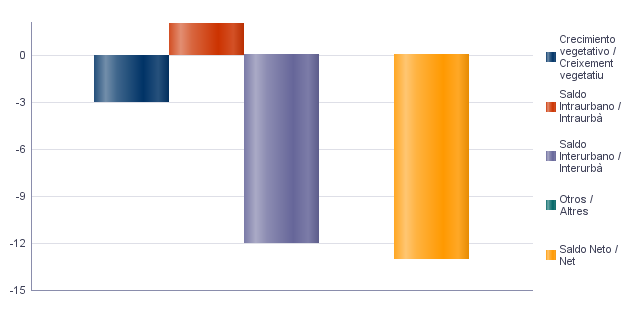 0
-3
-6
-9
-12
-15
Crecimiento
vegetativo /
Creixement
vegetatiu
Saldo
Intraurbano /
Intraurbà
Saldo
Interurbano /
Interurbà
Otros /
Altres
Saldo Neto /
Net